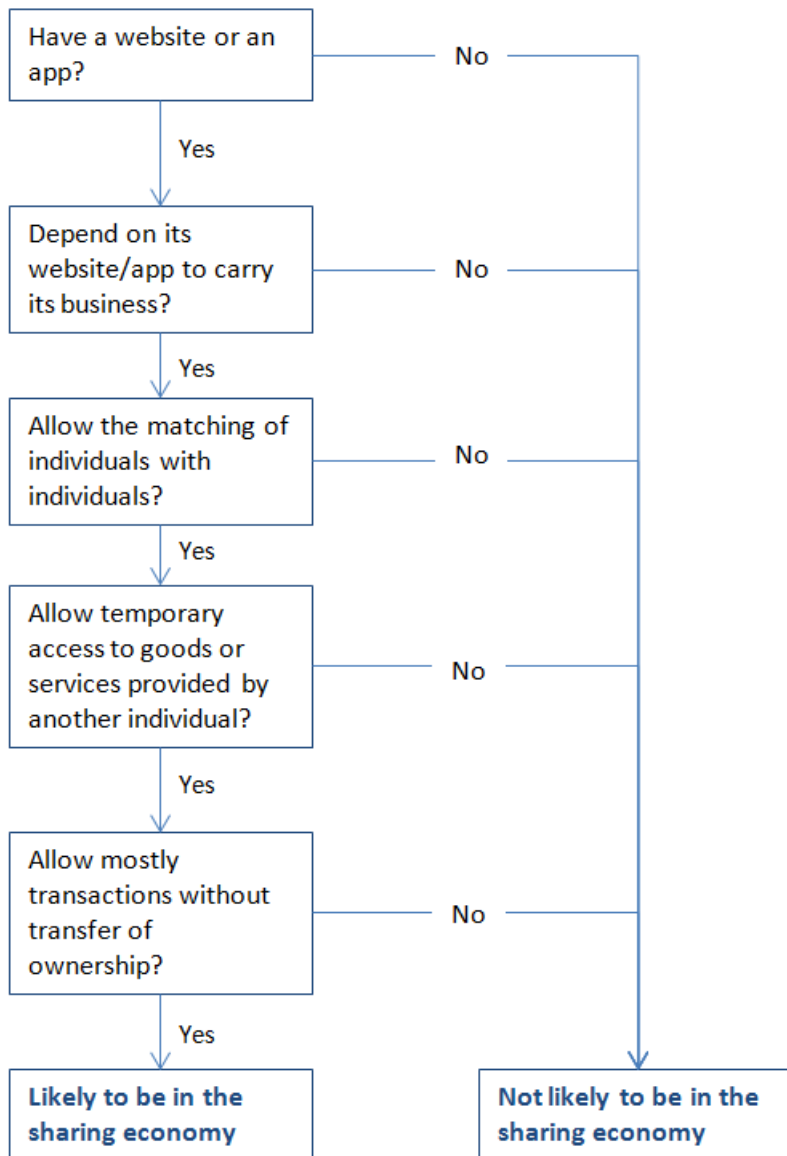 Have a website or an
app?
No
Yes
Depend on its
website/app to carry
its business?
No
Yes
Allow the matching of
individuals with
individuals?
No
Yes
Allow temporary
access to goods or
services provided by
another individual?
No
Yes
Allow mostly
transactions without
transfer of
ownership?
No
Yes
Likely to be in the
sharing economy
Not likely to be in the
sharing economy